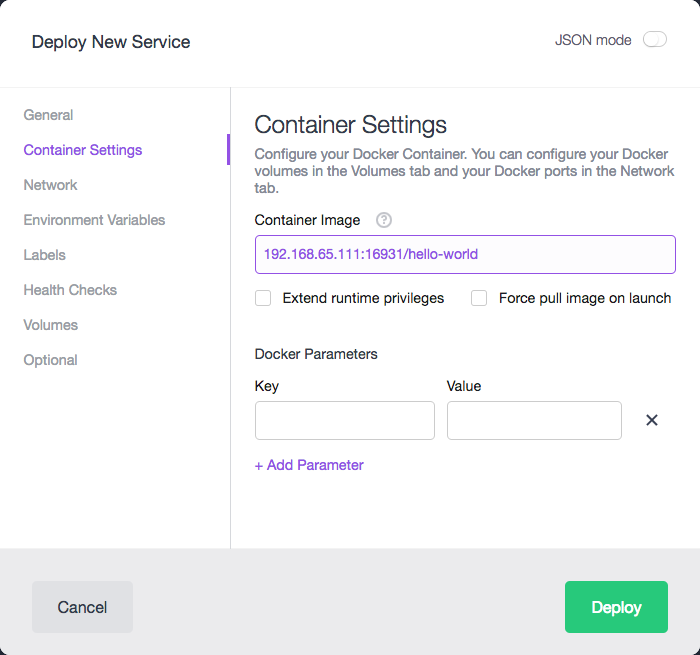 Deploy New Service
JSON mode
General
Container Settings
Network
Environment Variables
Labels
Health Checks
Volumes
Optional
Container Settings
Configure your Docker Container. You can configure your Docker
volumes in the Volumes tab and your Docker ports in the Network
tab.
Container Image ?
192.168.65.111:16931/hello-world
Extend runtime privileges
Force pull image on launch
Docker Parameters
Key
Value
+ Add Parameter
Cancel
Deploy